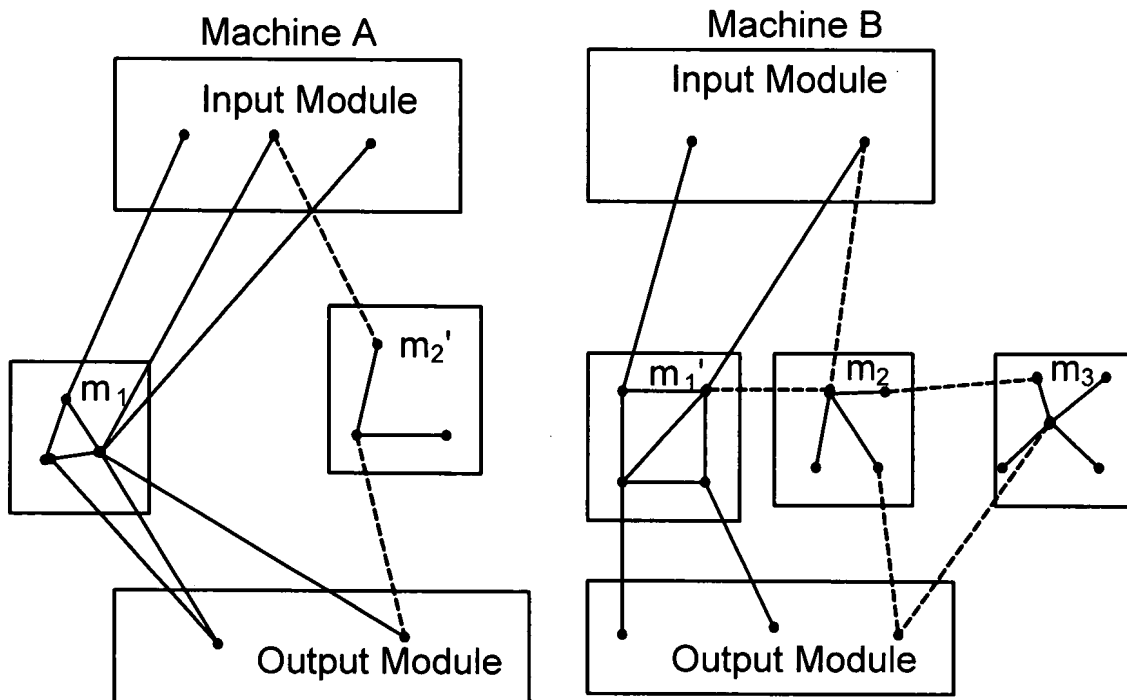 Machine A
Machine B
Input Module
Input Module
m₁
m₂'
m₁'
m₂
m₃
Output Module
Output Module